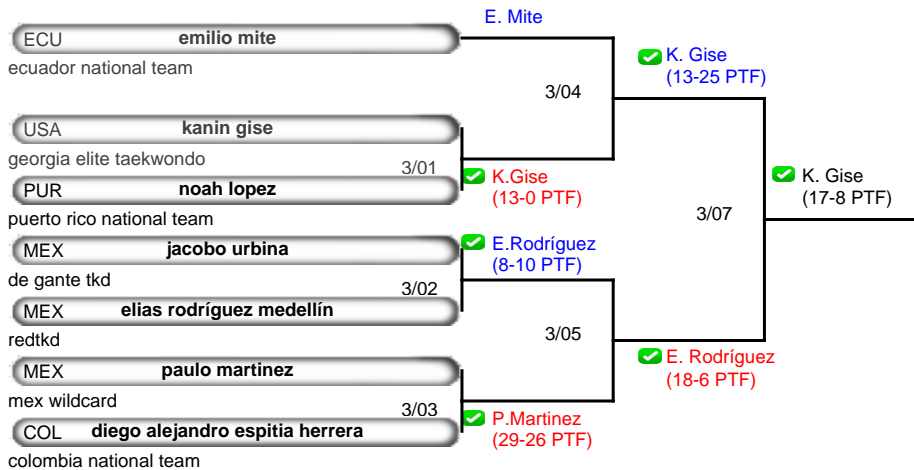 E. Mite
ECU emilio mite
ecuador national team
K. Gise
(13-25 PTF)
3/04
USA kanin gise
georgia elite taekwondo
3/01
K.Gise
(13-0 PTF)
PUR noah lopez
puerto rico national team
K. Gise
(17-8 PTF)
3/07
MEX jacobo urbina
de gante tkd
E.Rodríguez
(8-10 PTF)
3/02
MEX elias rodríguez medellín
redtkd
3/05
E. Rodríguez
(18-6 PTF)
MEX paulo martinez
mex wildcard
3/03
P.Martinez
(29-26 PTF)
COL diego alejandro espitia herrera
colombia national team